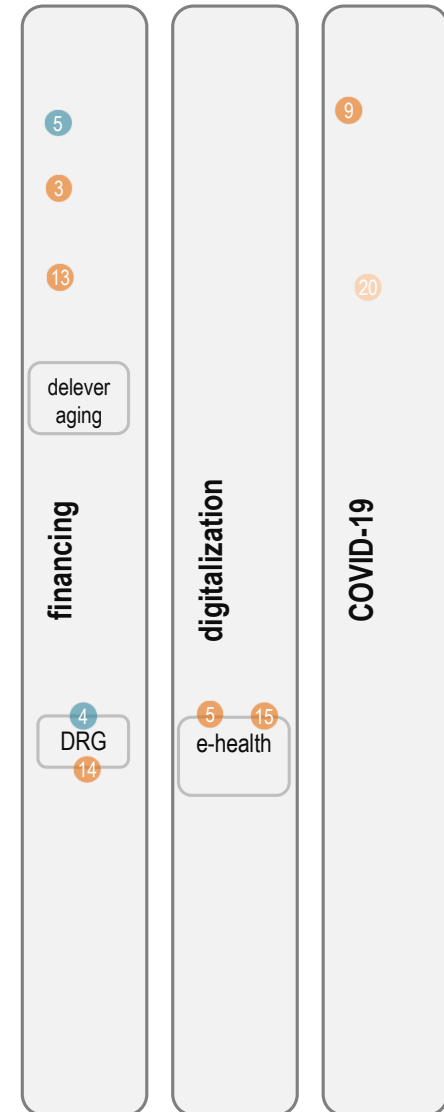 5
3
13
delever
aging
financing
4
DRG
14
digitalization
5 15
e-health
9
20
COVID-19